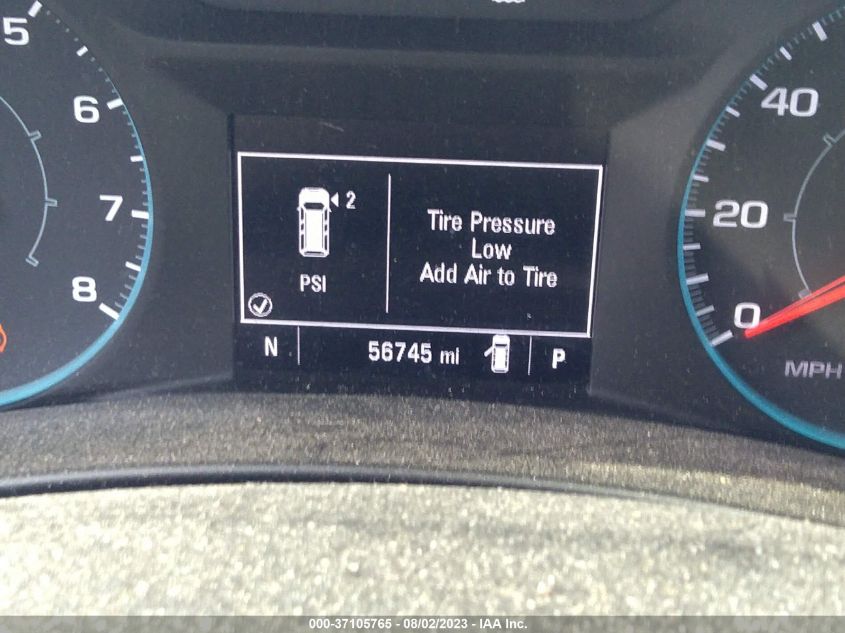 5
6
7
8
2
PSI
Tire Pressure
Low
Add Air to Tire
N
56745 mi
P
40
20
0
MPH
000-37105765 - 08/02/2023 - IAA Inc.